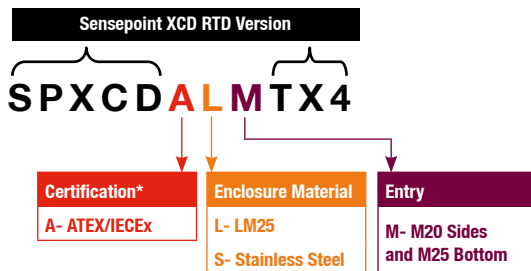 Sensepoint XCD RTD Version
SPXCDALMTX4
Certification*
A- ATEX/IECEx
Enclosure Material
L- LM25
S- Stainless Steel
Entry
M- M20 Sides
and M25 Bottom